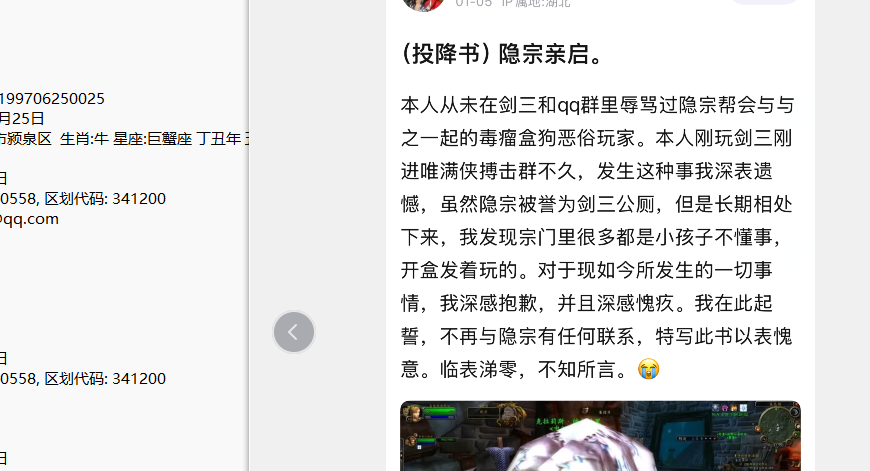 199706250025
月25日
市颍泉区 生肖:牛 星座:巨蟹座 丁丑年
日
0558, 区划代码: 341200
@qq.com
日
0558, 区划代码: 341200
日
01-05 IP属地:湖北
(投降书) 隐宗亲启。
本人从未在剑三和qq群里辱骂过隐宗帮会与与
之一起的毒瘤盒狗恶俗玩家。本人刚玩剑三刚
进唯满侠搏击群不久，发生这种事我深表遗
憾，虽然隐宗被誉为剑三公厕，但是长期相处
下来，我发现宗门里很多都是小孩子不懂事，
开盒发着玩的。对于现如今所发生的一切事
情，我深感抱歉，并且深感愧疚。我在此起
誓，不再与隐宗有任何联系，特写此书以表愧
意。临表涕零，不知所言。😭